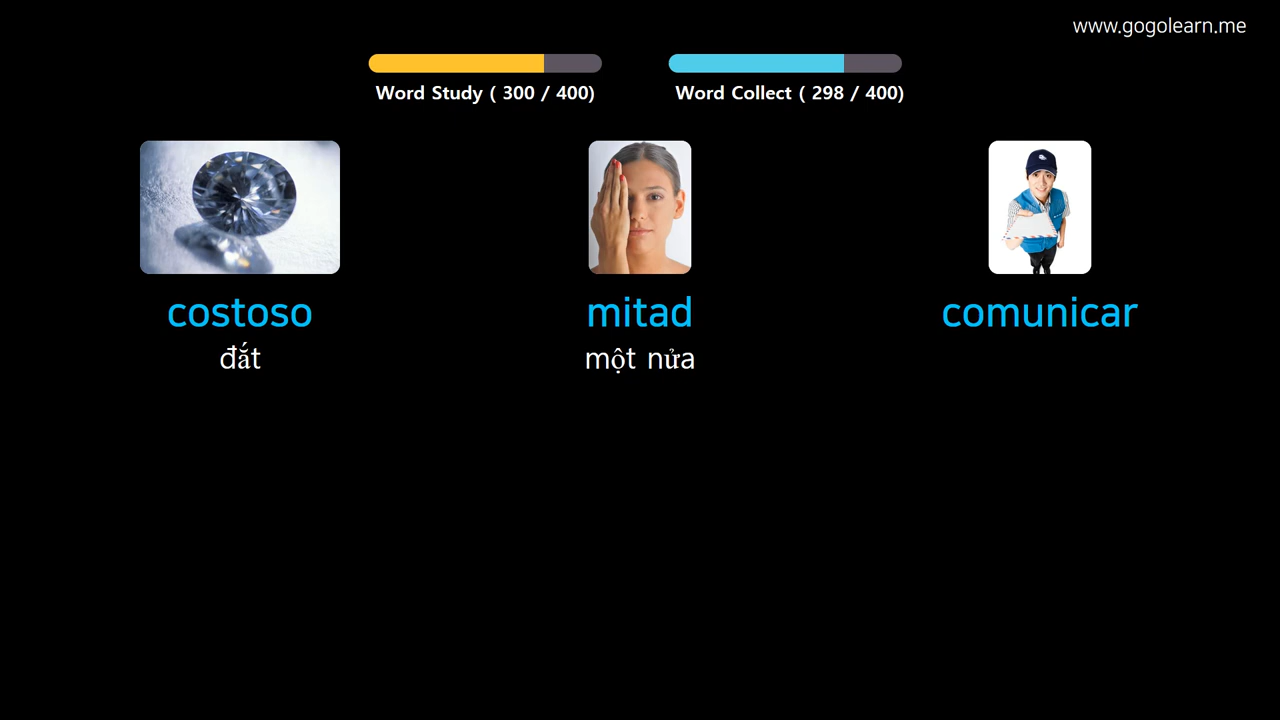 www.gogolearn.me
Word Study ( 300 / 400)
Word Collect ( 298 / 400)
costoso
mitad
comunicar
đắt
một nửa